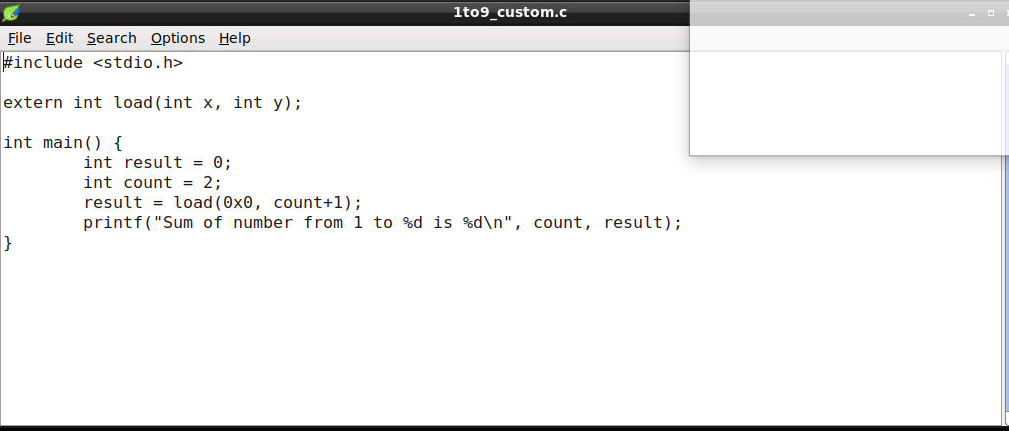 1to9_custom.c
File Edit Search Options Help
#include <stdio.h>
extern int load(int x, int y);
int main() {
        int result = 0;
        int count = 2;
        result = load(0x0, count+1);
        printf("Sum of number from 1 to %d is %d\n", count, result);
}